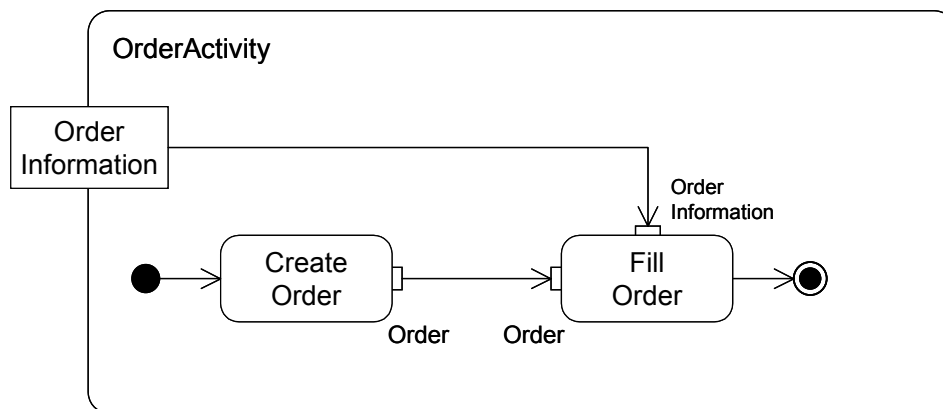 OrderActivity
Order
Information
Order
Information
Create
Order
Fill
Order
Order
Order